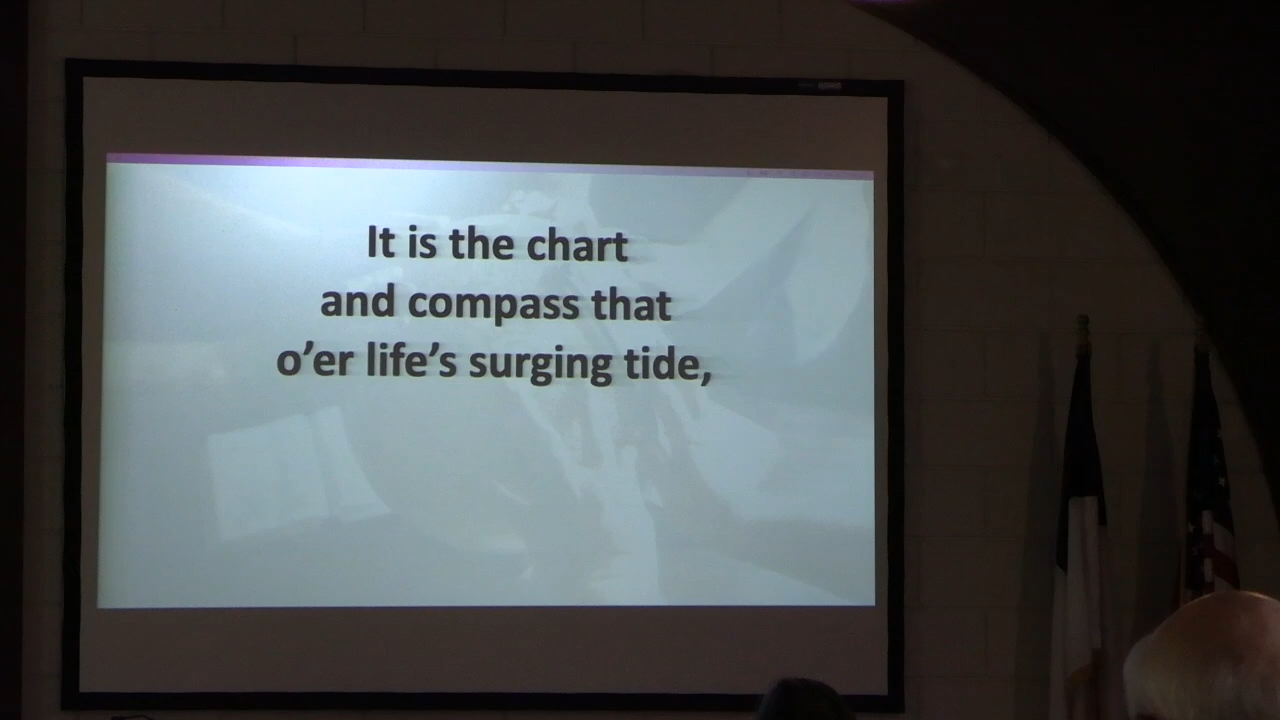 It is the chart
and compass that
o'er life's surging tide,